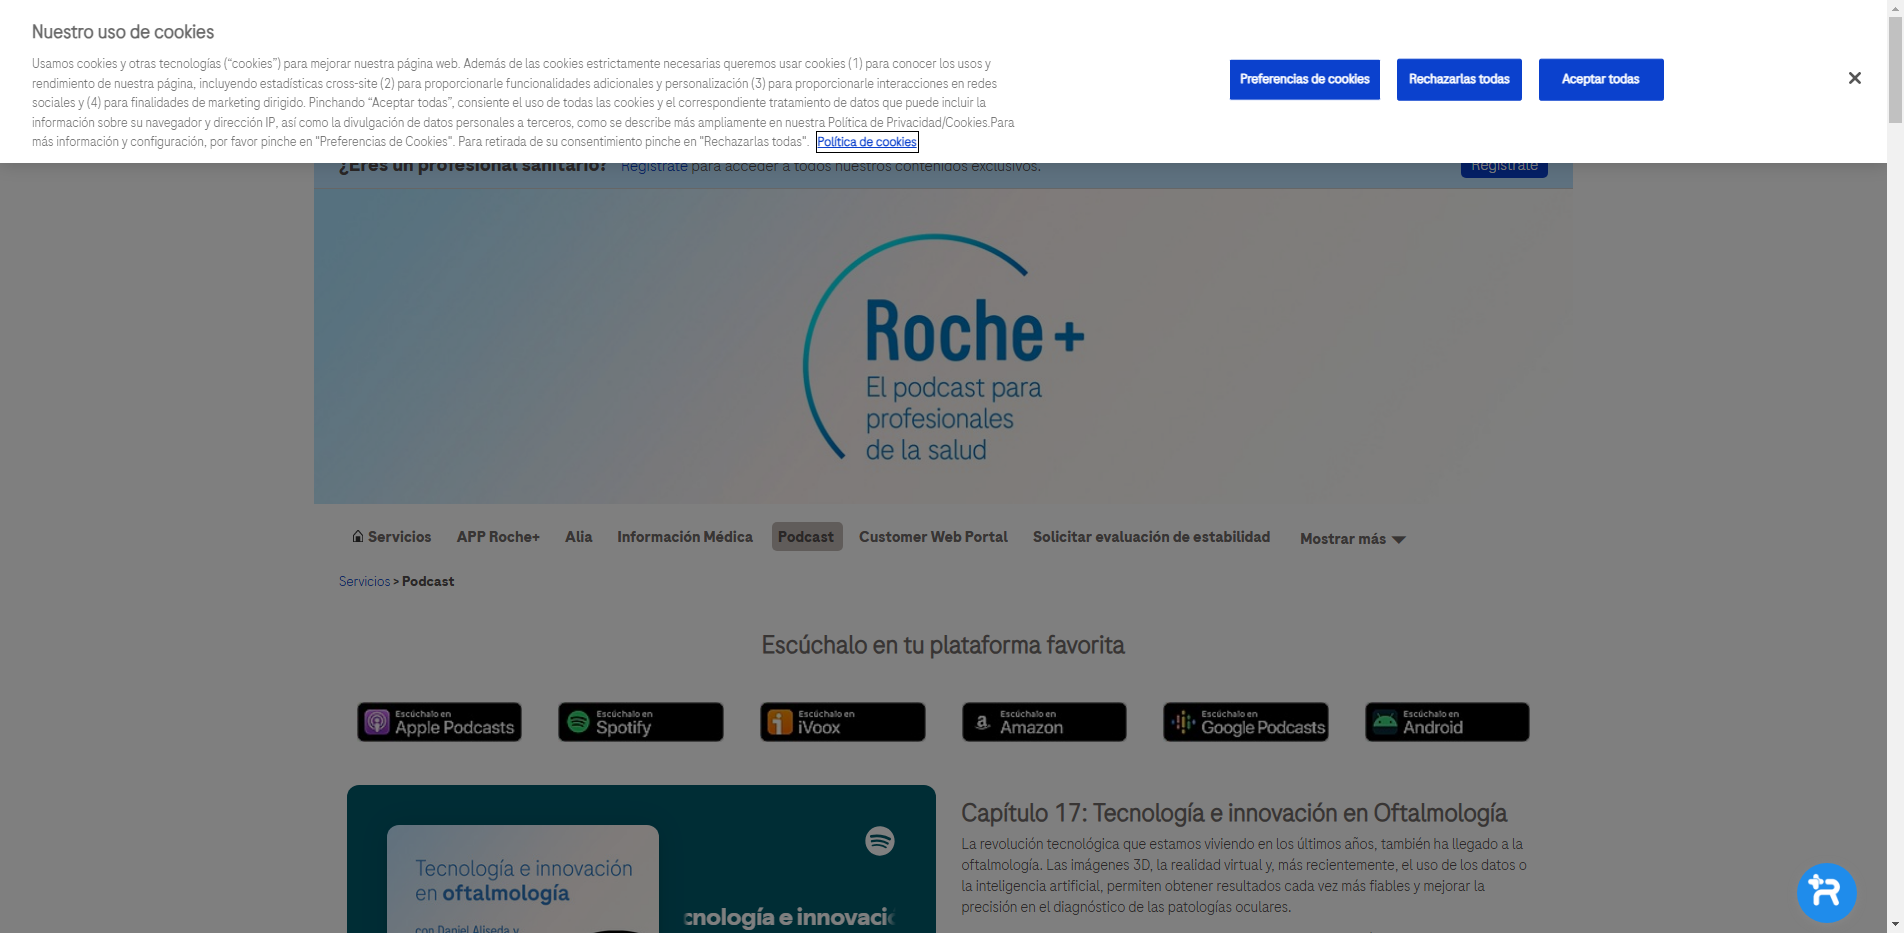 Nuestro uso de cookies
Usamos cookies y otras tecnologías (“cookies”) para mejorar nuestra página web. Además de las cookies estrictamente necesarias queremos usar cookies (1) para conocer los usos y
rendimiento de nuestra página, incluyendo estadísticas cross-site (2) para proporcionarle funcionalidades adicionales y personalización (3) para proporcionarle interacciones en redes
sociales y (4) para finalidades de marketing dirigido. Pinchando “Aceptar todas”, consiente el uso de todas las cookies y el correspondiente tratamiento de datos que puede incluir la
información sobre su navegador y dirección IP, así como la divulgación de datos personales a terceros, como se describe más ampliamente en nuestra Política de Privacidad/Cookies.Para
más información y configuración, por favor pinche en "Preferencias de Cookies". Para retirada de su consentimiento pinche en "Rechazarlas todas". Política de cookies
Preferencias de cookies
Rechazarlas todas
Aceptar todas
¿Eres un profesional sanitario? Regístrate para acceder a todos nuestros contenidos exclusivos.
Regístrate
Roche +
El podcast para
profesionales
de la salud
Servicios APP Roche+ Alia Información Médica Podcast Customer Web Portal Solicitar evaluación de estabilidad Mostrar más
Servicios > Podcast
Escúchalo en tu plataforma favorita
Escúchalo en
Apple Podcasts
Escúchalo en
Spotify
Escúchalo en
iVoox
Escúchalo en
Amazon
Escúchalo en
Google Podcasts
Escúchalo en
Android
Tecnología e innovación
en oftalmología
con Daniel Aliseda y
cnología e innovació
Capítulo 17: Tecnología e innovación en Oftalmología
La revolución tecnológica que estamos viviendo en los últimos años, también ha llegado a la
oftalmología. Las imágenes 3D, la realidad virtual y, más recientemente, el uso de los datos o
la inteligencia artificial, permiten obtener resultados cada vez más fiables y mejorar la
precisión en el diagnóstico de las patologías oculares.